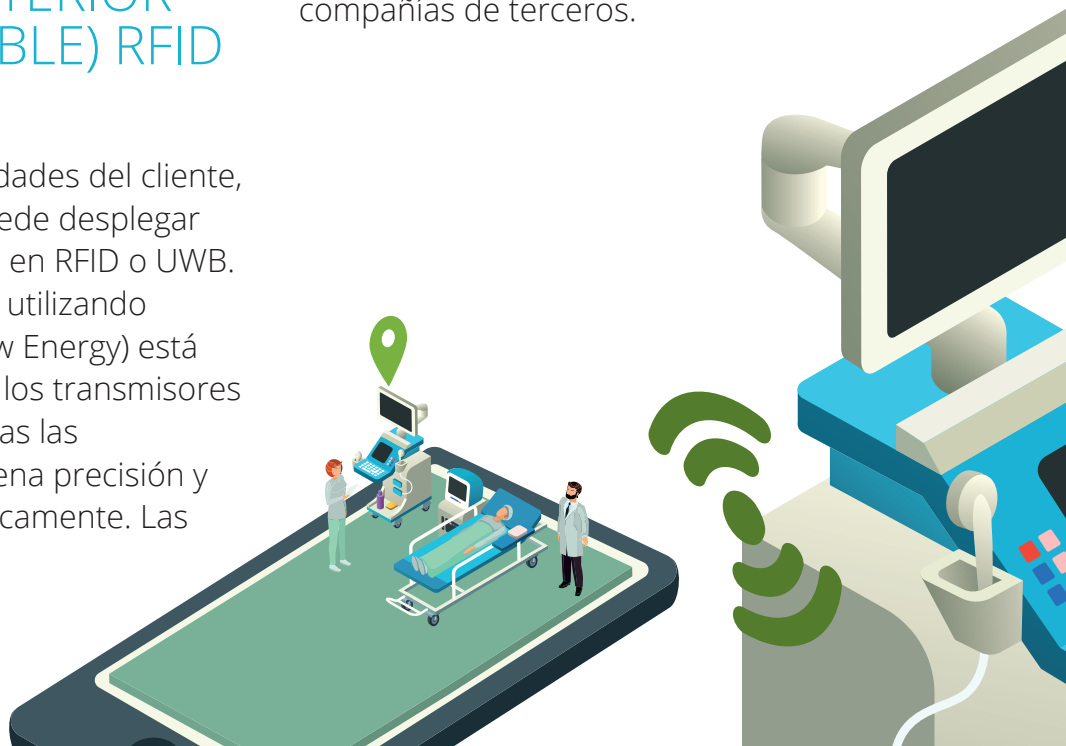 TERIOR
BLE) RFID
dades del cliente,
ede desplegar
en RFID o UWB.
utilizando
w Energy) está
los transmisores
as las
ena precisión y
camente. Las
compañías de terceros.